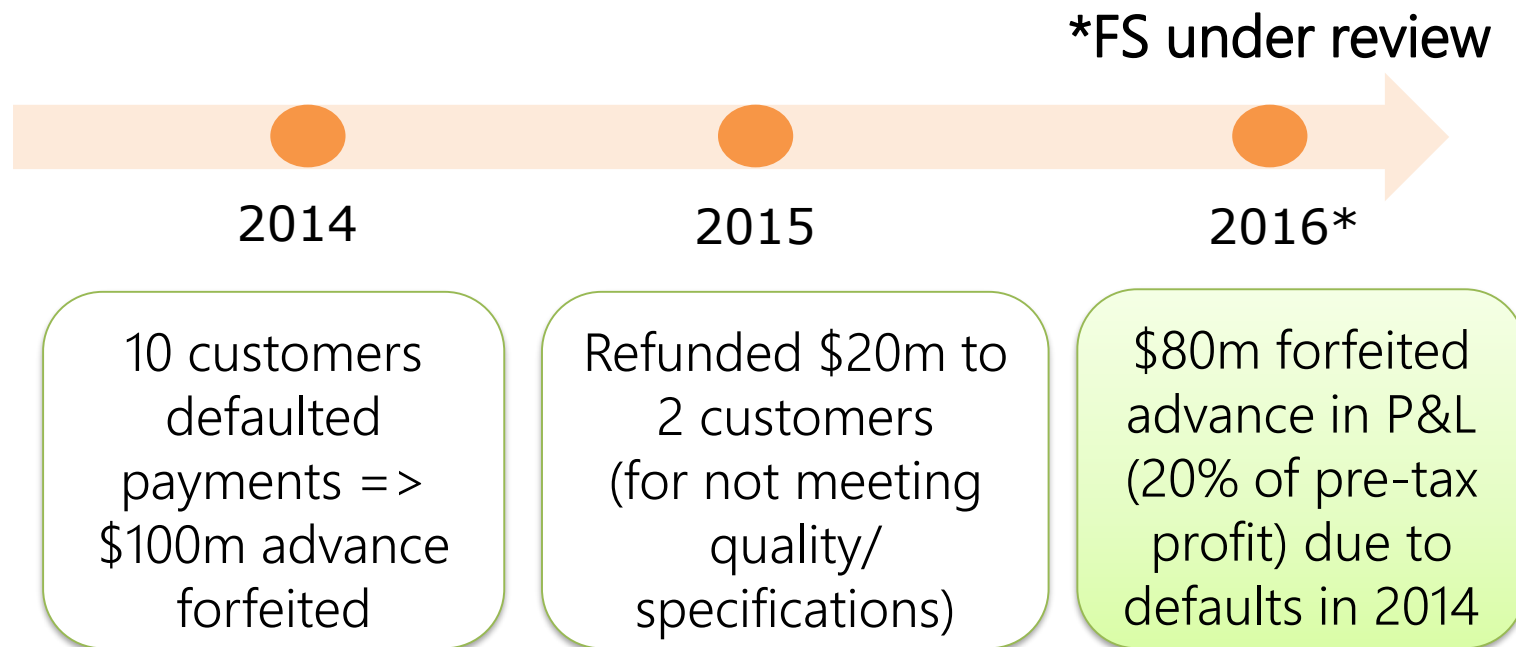 *FS under review
2014
2015
2016*
10 customers
defaulted
payments =>
$100m advance
forfeited
Refunded $20m to
2 customers
(for not meeting
quality/
specifications)
$80m forfeited
advance in P&L
(20% of pre-tax
profit) due to
defaults in 2014